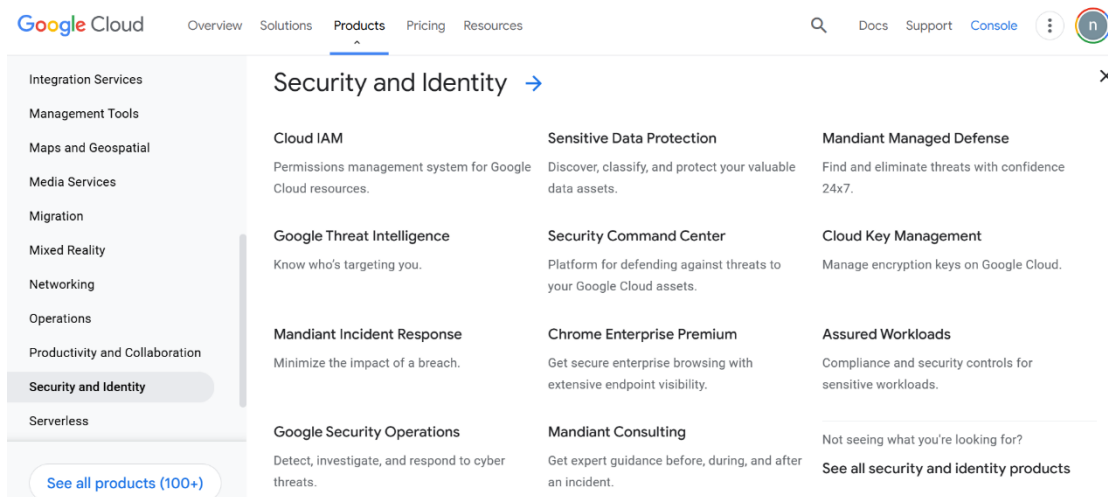 Google Cloud
Overview
Solutions
Products
Pricing
Resources
Docs
Support
Console
n
Integration Services
Management Tools
Maps and Geospatial
Media Services
Migration
Mixed Reality
Networking
Operations
Productivity and Collaboration
Security and Identity
Serverless
See all products (100+)
Security and Identity
Cloud IAM
Permissions management system for Google
Cloud resources.
Sensitive Data Protection
Discover, classify, and protect your valuable
data assets.
Mandiant Managed Defense
Find and eliminate threats with confidence
24x7.
Google Threat Intelligence
Know who's targeting you.
Security Command Center
Platform for defending against threats to
your Google Cloud assets.
Cloud Key Management
Manage encryption keys on Google Cloud.
Mandiant Incident Response
Minimize the impact of a breach.
Chrome Enterprise Premium
Get secure enterprise browsing with
extensive endpoint visibility.
Assured Workloads
Compliance and security controls for
sensitive workloads.
Google Security Operations
Detect, investigate, and respond to cyber
threats.
Mandiant Consulting
Get expert guidance before, during, and after
an incident.
Not seeing what you're looking for?
See all security and identity products